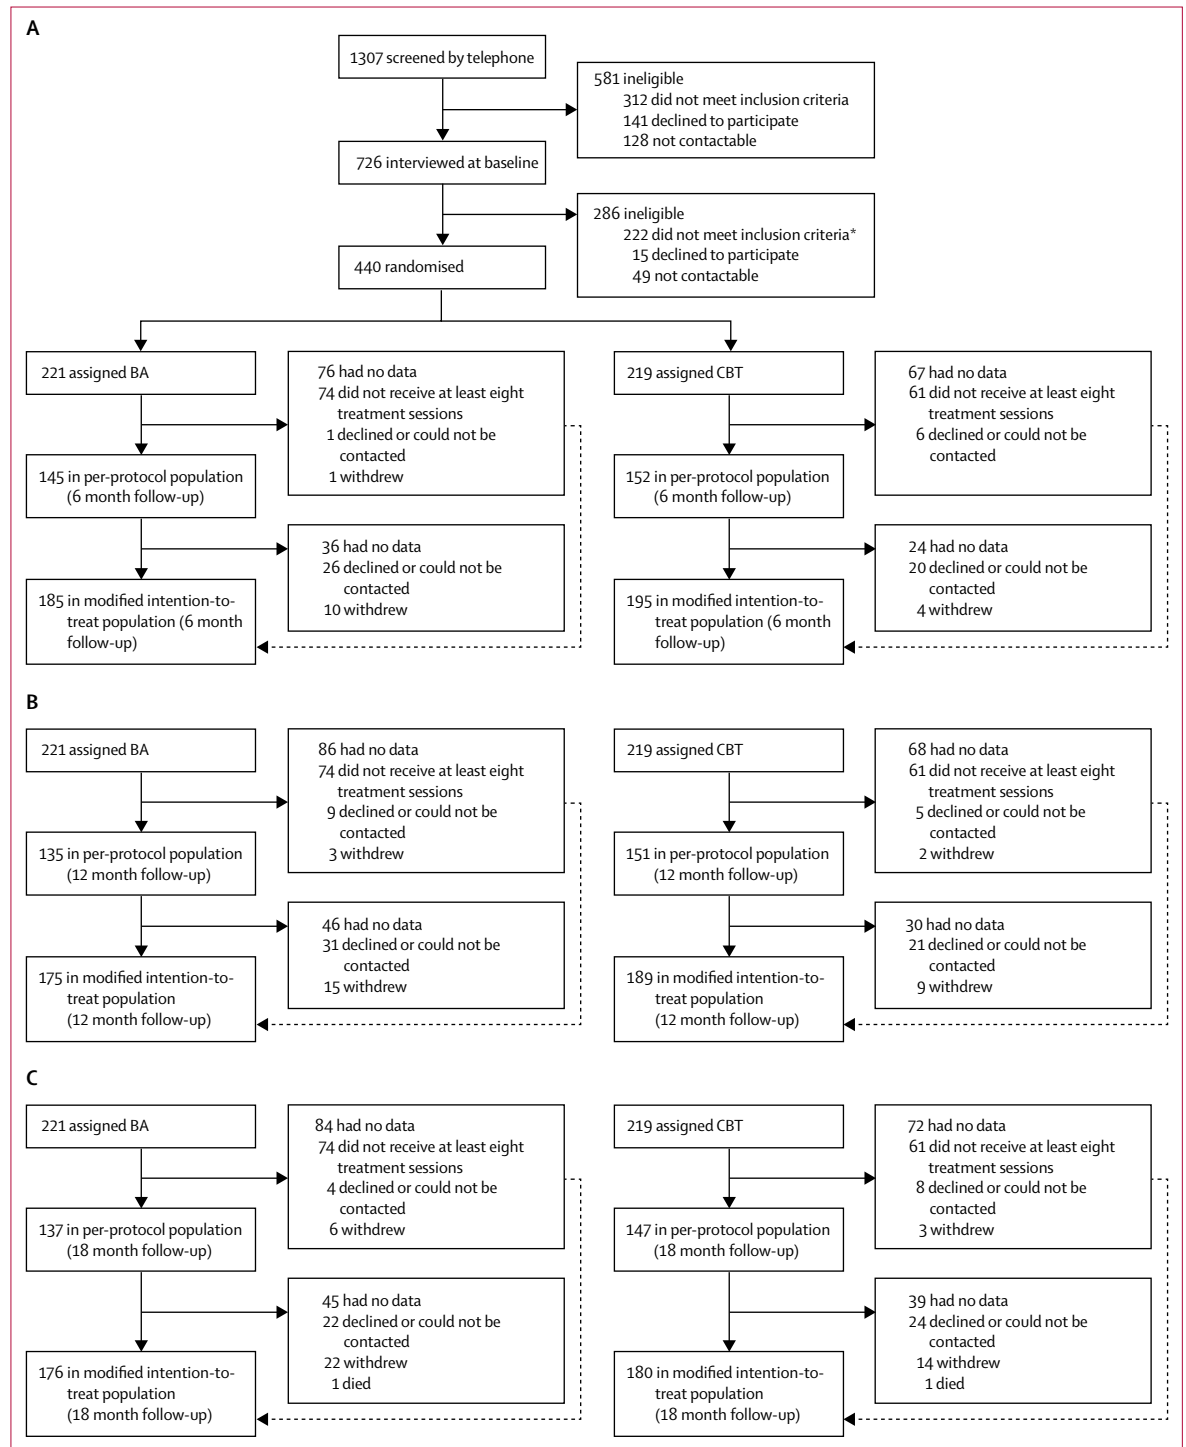 A
1307 screened by telephone
581 ineligible
312 did not meet inclusion criteria
141 declined to participate
128 not contactable
726 interviewed at baseline
286 ineligible
222 did not meet inclusion criteria*
15 declined to participate
49 not contactable
440 randomised
221 assigned BA
76 had no data
74 did not receive at least eight
treatment sessions
1 declined or could not be
contacted
1 withdrew
145 in per-protocol population
(6 month follow-up)
36 had no data
26 declined or could not be
contacted
10 withdrew
185 in modified intention-to-
treat population (6 month
follow-up)
219 assigned CBT
67 had no data
61 did not receive at least eight
treatment sessions
6 declined or could not be
contacted
152 in per-protocol population
(6 month follow-up)
24 had no data
20 declined or could not be
contacted
4 withdrew
195 in modified intention-to-
treat population (6 month
follow-up)
B
221 assigned BA
86 had no data
74 did not receive at least eight
treatment sessions
9 declined or could not be
contacted
3 withdrew
135 in per-protocol population
(12 month follow-up)
46 had no data
31 declined or could not be
contacted
15 withdrew
175 in modified intention-to-
treat population
(12 month follow-up)
219 assigned CBT
68 had no data
61 did not receive at least eight
treatment sessions
5 declined or could not be
contacted
2 withdrew
151 in per-protocol population
(12 month follow-up)
30 had no data
21 declined or could not be
contacted
9 withdrew
189 in modified intention-to-
treat population
(12 month follow-up)
C
221 assigned BA
84 had no data
74 did not receive at least eight
treatment sessions
4 declined or could not be
contacted
6 withdrew
137 in per-protocol population
(18 month follow-up)
45 had no data
22 declined or could not be
contacted
22 withdrew
1 died
176 in modified intention-to-
treat population
(18 month follow-up)
219 assigned CBT
72 had no data
61 did not receive at least eight
treatment sessions
8 declined or could not be
contacted
3 withdrew
147 in per-protocol population
(18 month follow-up)
39 had no data
24 declined or could not be
contacted
14 withdrew
1 died
180 in modified intention-to-
treat population
(18 month follow-up)